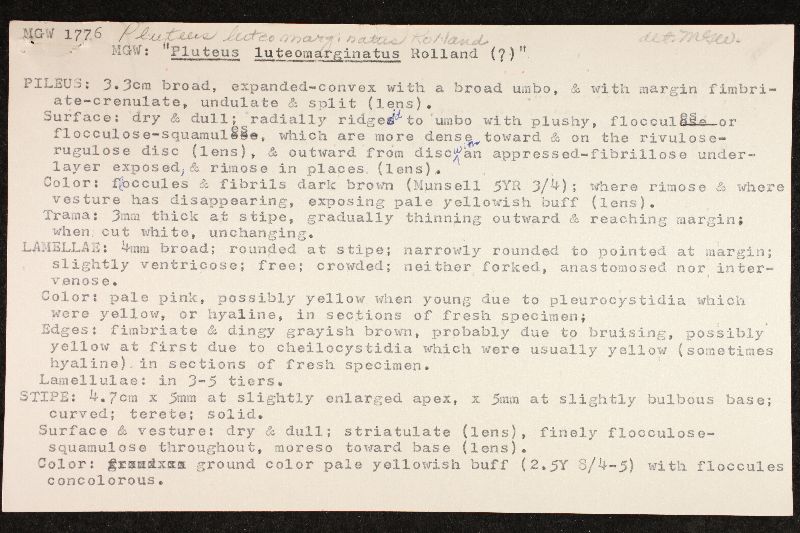 MGW 1776 Pluteus luteomarginatus Rolland det. MGW.
MGW: "Pluteus luteomarginatus Rolland (?)"
PILEUS: 3.3cm broad, expanded-convex with a broad umbo, & with margin fimbri-
ate-crenulate, undulate & split (lens).
Surface: dry & dull; radially ridged to umbo with plushy, floccules or
flocculose-squamules, which are more dense toward & on the rivulose-
rugulose disc (lens), & outward from disc with an appressed-fibrillose under-
layer exposed, & rimose in places (lens).
Color: floccules & fibrils dark brown (Munsell 5YR 3/4); where rimose & where
vesture has disappearing, exposing pale yellowish buff (lens).
Trama: 3mm thick at stipe, gradually thinning outward & reaching margin;
when cut white, unchanging.
LAMELLAE: 4mm broad; rounded at stipe; narrowly rounded to pointed at margin;
slightly ventricose; free; crowded; neither forked, anastomosed nor inter-
venose.
Color: pale pink, possibly yellow when young due to pleurocystidia which
were yellow, or hyaline, in sections of fresh specimen;
Edges: fimbriate & dingy grayish brown, probably due to bruising, possibly
yellow at first due to cheilocystidia which were usually yellow (sometimes
hyaline) in sections of fresh specimen.
Lamellulae: in 3-5 tiers.
STIPE: 4.7cm x 5mm at slightly enlarged apex, x 5mm at slightly bulbous base;
curved; terete; solid.
Surface & vesture: dry & dull; striatulate (lens), finely flocculose-
squamulose throughout, moreso toward base (lens).
Color: ground color pale yellowish buff (2.5Y 8/4-5) with floccules
concolorous.